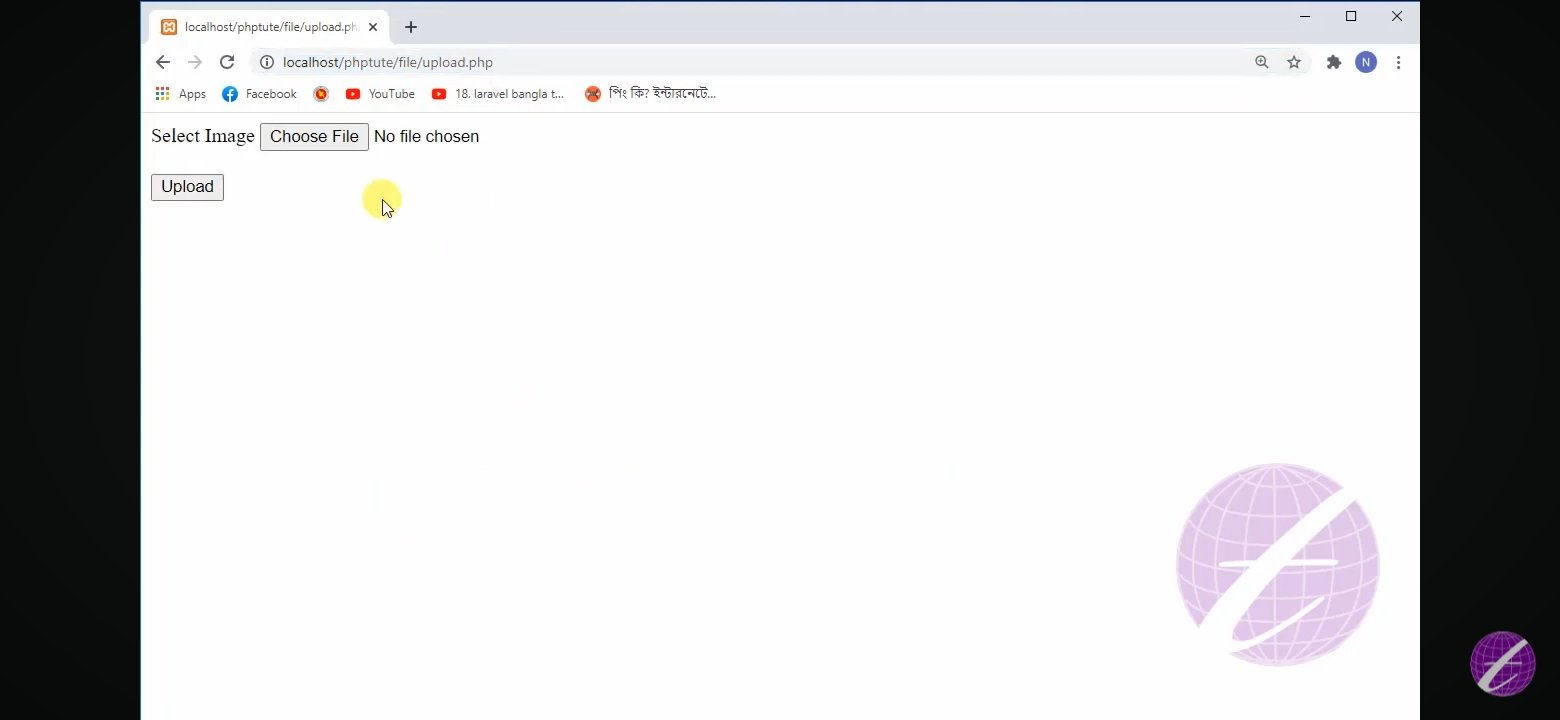 localhost/phptute/file/upload.ph
localhost/phptute/file/upload.php
N
Apps Facebook YouTube 18. laravel bangla t... পিং কি? ইন্টারনেটে...
Select Image Choose File No file chosen
Upload